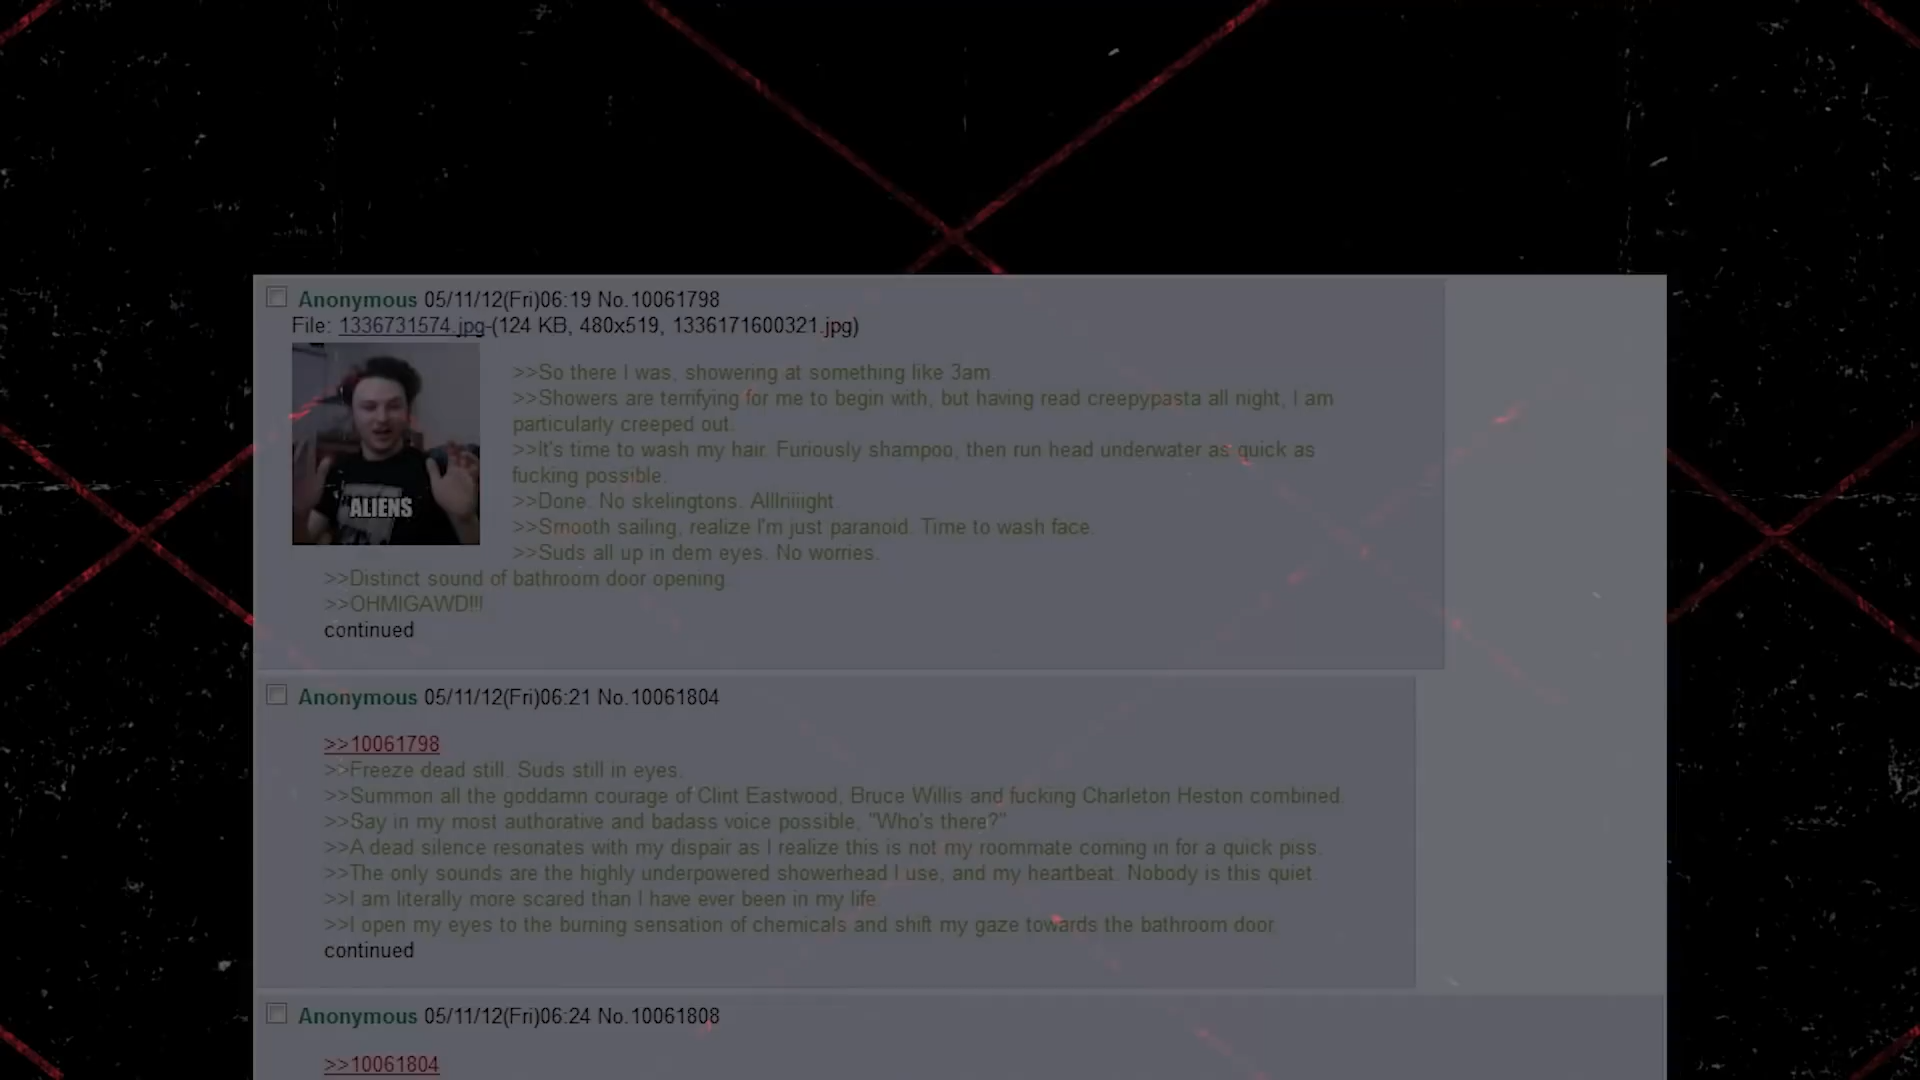 Anonymous 05/11/12(Fri)06:19 No.10061798
File: 1336731574.jpg-(124 KB, 480x519, 1336171600321.jpg)
>>So there I was, showering at something like 3am.
>>Showers are terrifying for me to begin with, but having read creepypasta all night, I am
particularly creeped out.
>>It's time to wash my hair. Furiously shampoo, then run head underwater as quick as
fucking possible.
>>Done. No skelingtons. Alllriiiight.
>>Smooth sailing, realize I'm just paranoid. Time to wash face.
>>Suds all up in dem eyes. No worries.
ALIENS
>>Distinct sound of bathroom door opening.
>>OHMIGAWD!!!
continued
Anonymous 05/11/12(Fri)06:21 No.10061804
>>10061798
>>Freeze dead still. Suds still in eyes.
>>Summon all the goddamn courage of Clint Eastwood, Bruce Willis and fucking Charleton Heston combined.
>>Say in my most authorative and badass voice possible, "Who's there?"
>>A dead silence resonates with my dispair as I realize this is not my roommate coming in for a quick piss.
>>The only sounds are the highly underpowered showerhead I use, and my heartbeat. Nobody is this quiet.
>>I am literally more scared than I have ever been in my life.
>>I open my eyes to the burning sensation of chemicals and shift my gaze towards the bathroom door.
continued
Anonymous 05/11/12(Fri)06:24 No.10061808
>>10061804